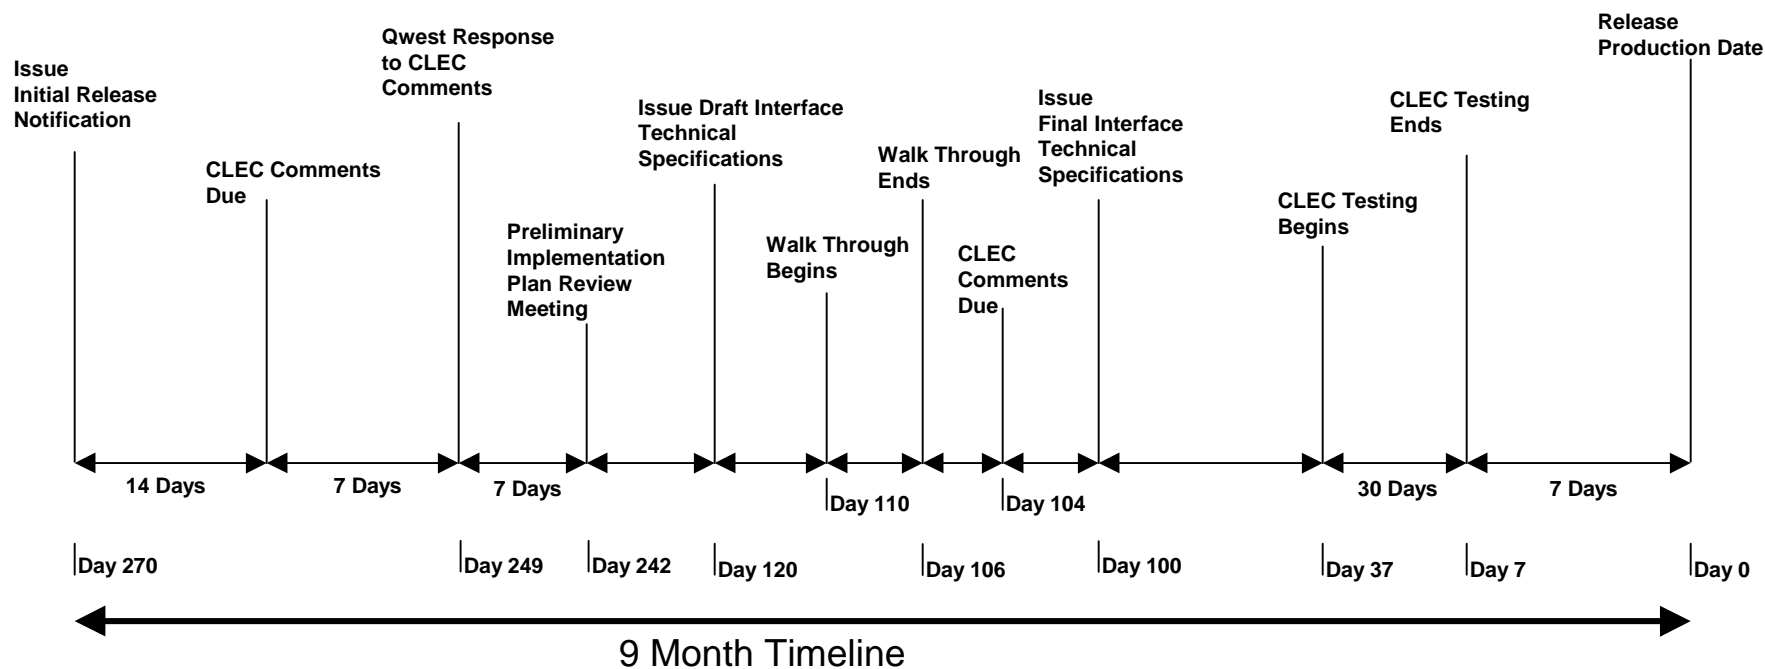 Issue
Initial Release
Notification
CLEC Comments
Due
Qwest Response
to CLEC
Comments
Preliminary
Implementation
Plan Review
Meeting
Issue Draft Interface
Technical
Specifications
Walk Through
Begins
Walk Through
Ends
CLEC
Comments
Due
Issue
Final Interface
Technical
Specifications
CLEC Testing
Begins
CLEC Testing
Ends
Release
Production Date
14 Days
7 Days
7 Days
30 Days
7 Days
Day 110
Day 104
Day 270
Day 249
Day 242
Day 120
Day 106
Day 100
Day 37
Day 7
Day 0
9 Month Timeline